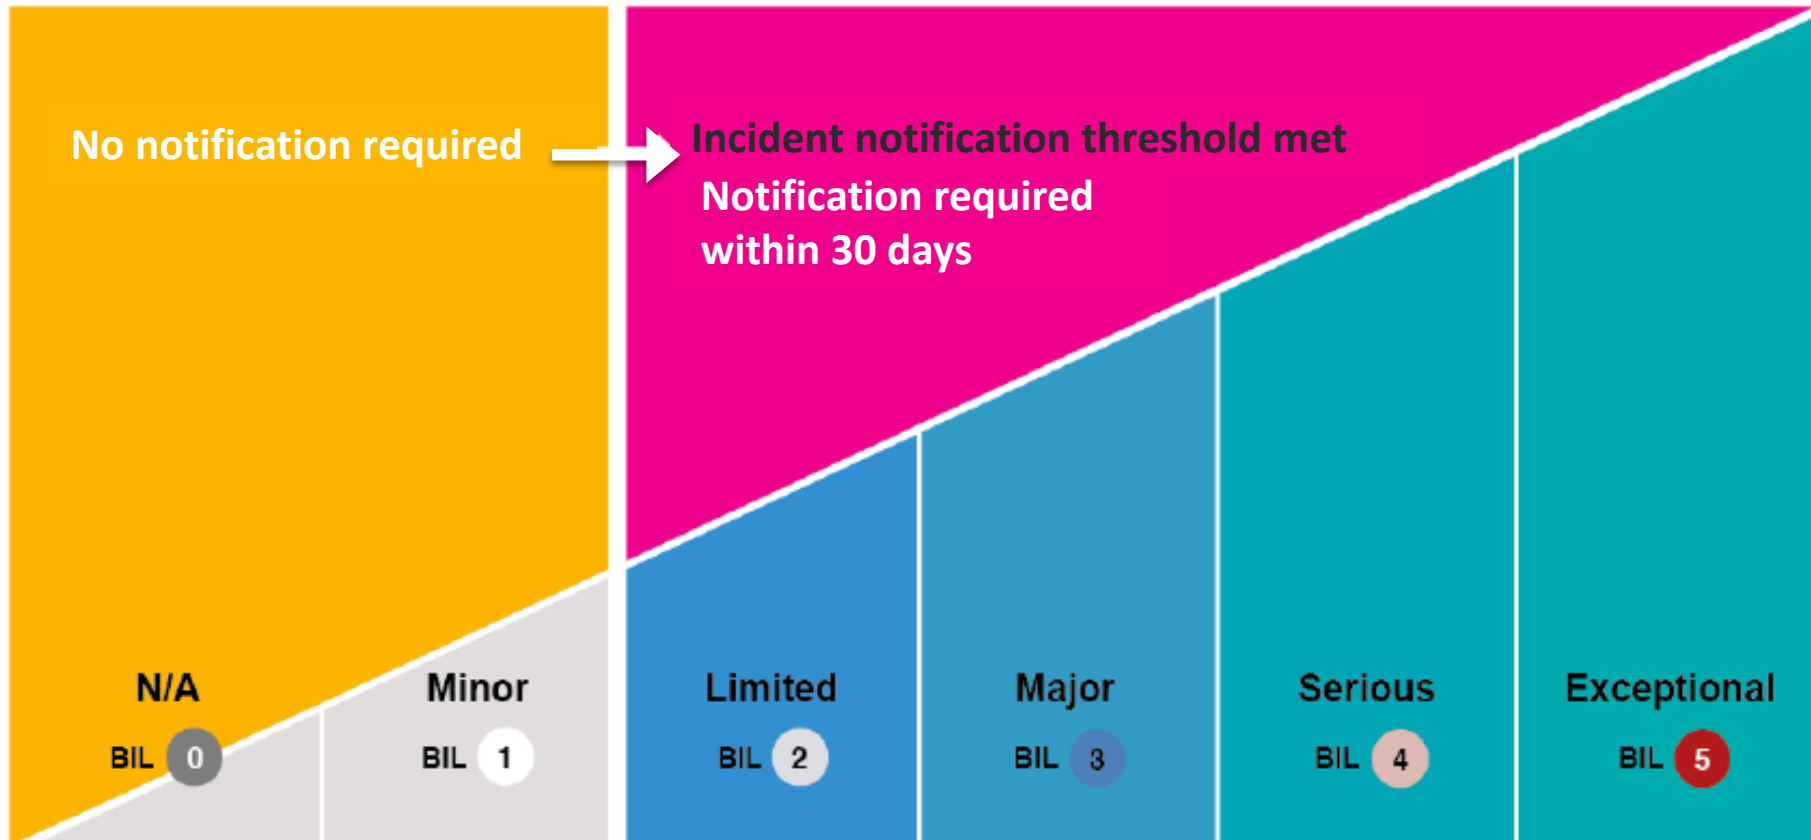 No notification required
Incident notification threshold met
Notification required
within 30 days
N/A
BIL 0
Minor
BIL 1
Limited
BIL 2
Major
BIL 3
Serious
BIL 4
Exceptional
BIL 5